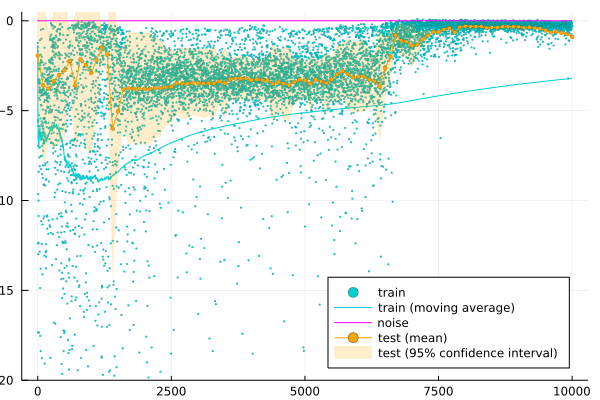 0
-5
10
15
20
0
2500
5000
7500
10000
train
train (moving average)
noise
test (mean)
test (95% confidence interval)